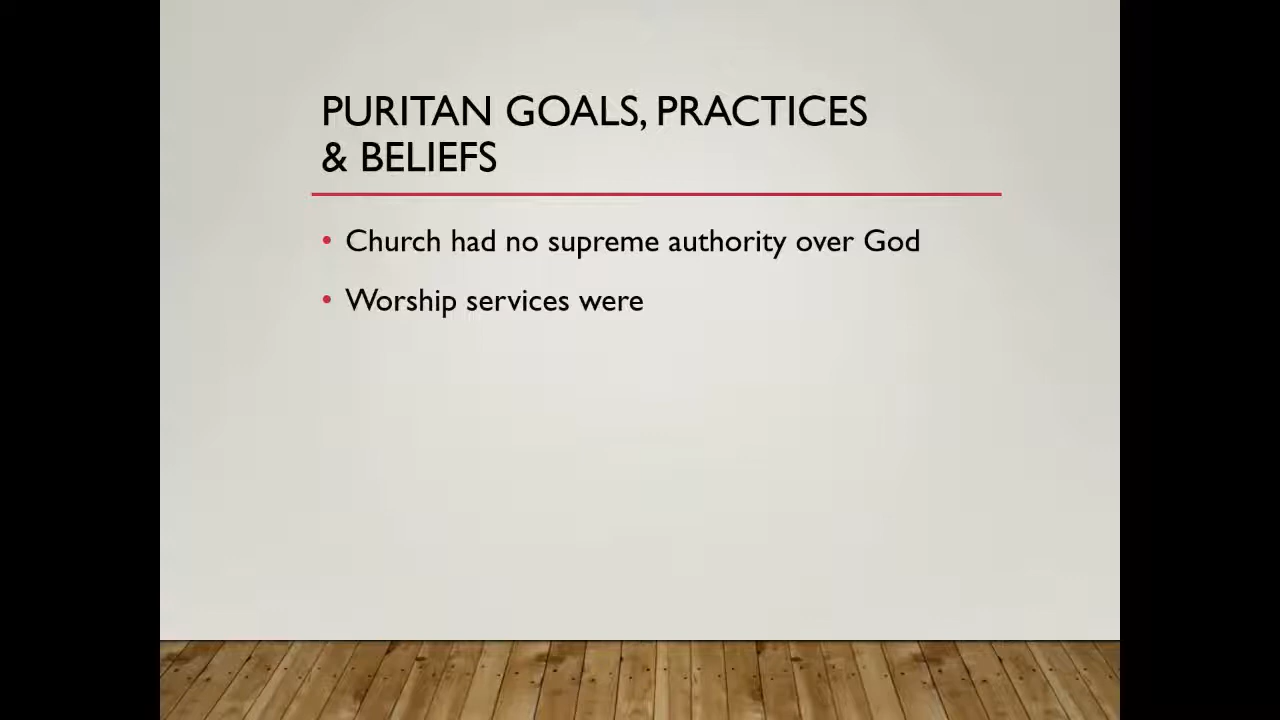 PURITAN GOALS, PRACTICES
& BELIEFS
• Church had no supreme authority over God
• Worship services were